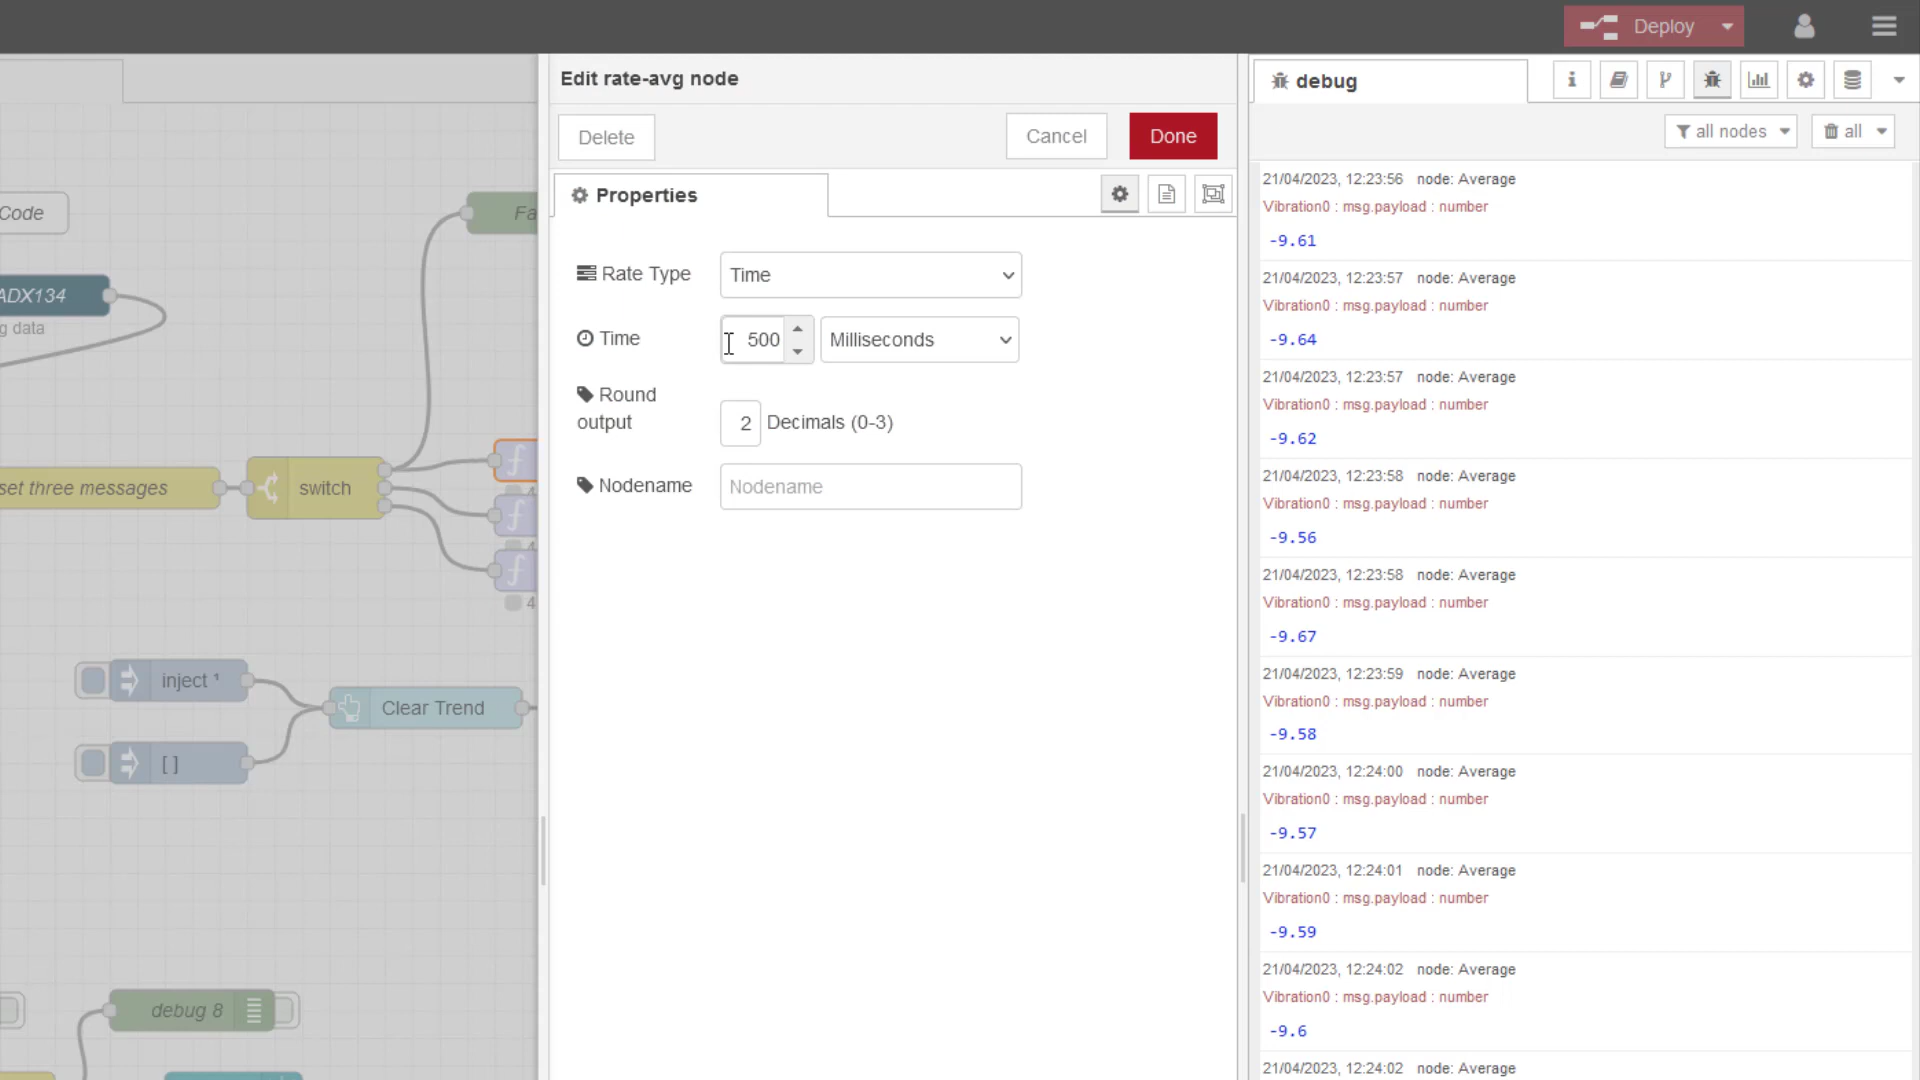 Deploy
Edit rate-avg node
Delete
Cancel
Done
Properties
Rate Type
Time
Time
500
Milliseconds
Round
output
2
Decimals (0-3)
Nodename
Nodename
Code
Fa
ADX134
g data
set three messages
switch
4
4
4
inject ¹
Clear Trend
[ ]
debug 8
debug
all nodes
all
21/04/2023, 12:23:56 node: Average
Vibration0 : msg.payload : number
-9.61
21/04/2023, 12:23:57 node: Average
Vibration0 : msg.payload : number
-9.64
21/04/2023, 12:23:57 node: Average
Vibration0 : msg.payload : number
-9.62
21/04/2023, 12:23:58 node: Average
Vibration0 : msg.payload : number
-9.56
21/04/2023, 12:23:58 node: Average
Vibration0 : msg.payload : number
-9.67
21/04/2023, 12:23:59 node: Average
Vibration0 : msg.payload : number
-9.58
21/04/2023, 12:24:00 node: Average
Vibration0 : msg.payload : number
-9.57
21/04/2023, 12:24:01 node: Average
Vibration0 : msg.payload : number
-9.59
21/04/2023, 12:24:02 node: Average
Vibration0 : msg.payload : number
-9.6
21/04/2023, 12:24:02 node: Average